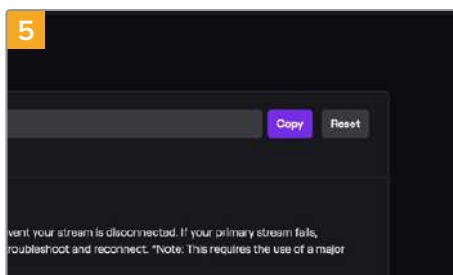 5
Copy Reset
vent your stream is disconnected. If your primary stream fails,
roubleshoot and reconnect. *Note: This requires the use of a major